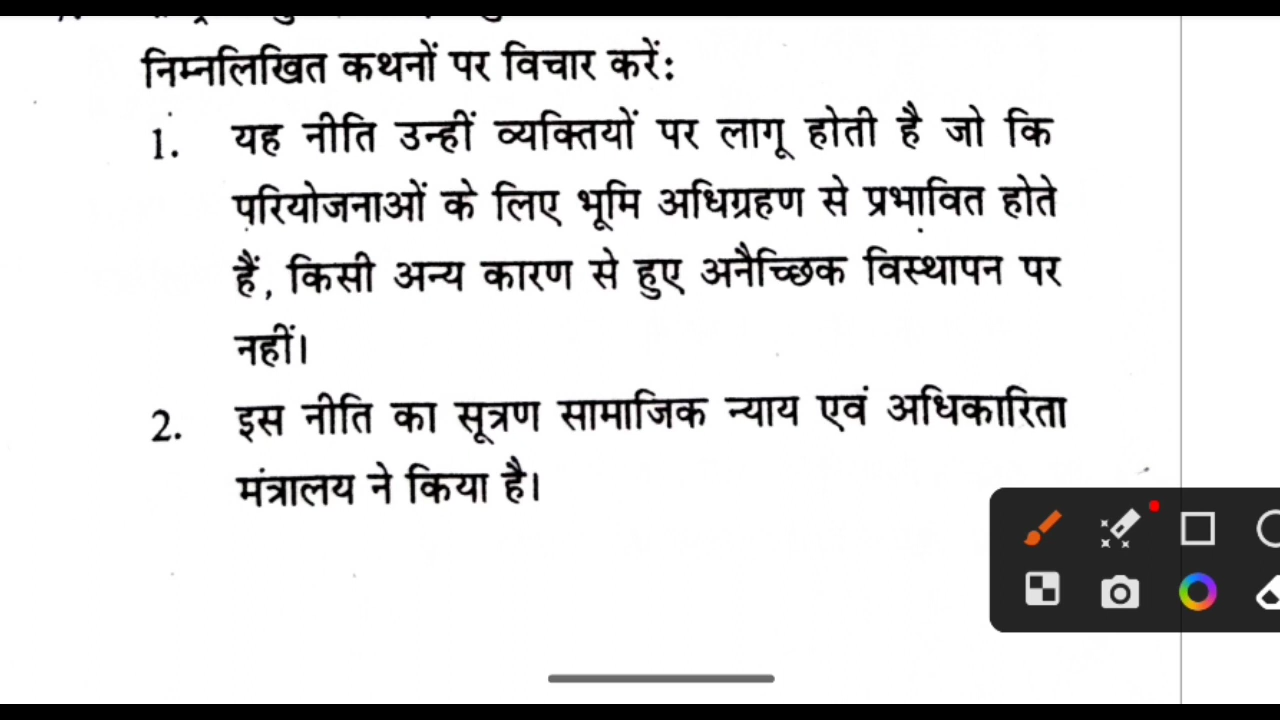 निम्नलिखित कथनों पर विचार करें:
1. यह नीति उन्हीं व्यक्तियों पर लागू होती है जो कि
परियोजनाओं के लिए भूमि अधिग्रहण से प्रभावित होते
हैं, किसी अन्य कारण से हुए अनैच्छिक विस्थापन पर
नहीं।
2. इस नीति का सूत्रण सामाजिक न्याय एवं अधिकारिता
मंत्रालय ने किया है।